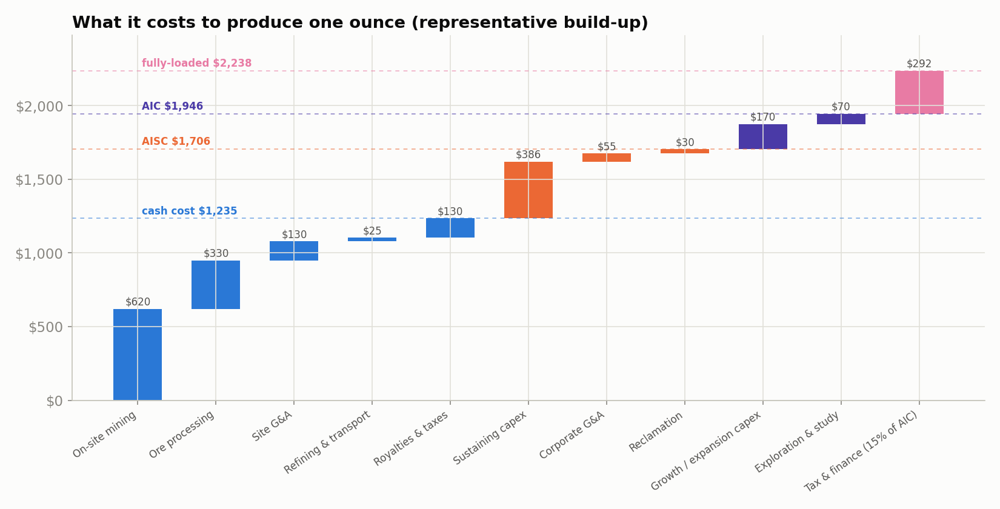 What it costs to produce one ounce (representative build-up)
fully-loaded $2,238
$292
AIC $1,946
$2,000
$70
$170
AISC $1,706
$30
$55
$386
$1,500
cash cost $1,235
$130
$25
$130
$1,000
$330
$620
$500
$0
On-site mining
Ore processing
Site G&A
Refining & transport
Royalties & taxes
Sustaining capex
Corporate G&A
Reclamation
Growth / expansion capex
Exploration & study
Tax & finance (15% of AIC)